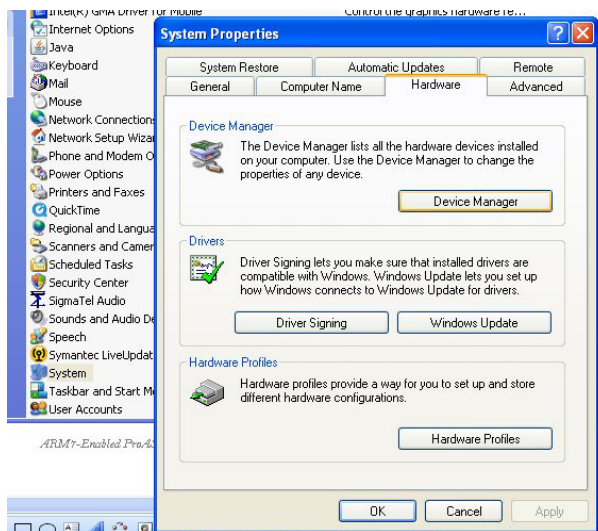 Intel(R) GMA Driver for Mobile
Control the graphics hardware fe...
Internet Options
Java
Keyboard
Mail
Mouse
Network Connection
Network Setup Wizar
Phone and Modem O
Power Options
Printers and Faxes
QuickTime
Regional and Langua
Scanners and Camer
Scheduled Tasks
Security Center
SigmaTel Audio
Sounds and Audio De
Speech
Symantec LiveUpdat
System
Taskbar and Start M
User Accounts
ARM7-Enabled
System Properties
System Restore Automatic Updates Remote
General Computer Name Hardware Advanced
Device Manager
The Device Manager lists all the hardware devices installed
on your computer. Use the Device Manager to change the
properties of any device.
Device Manager
Drivers
Driver Signing lets you make sure that installed drivers are
compatible with Windows. Windows Update lets you set up
how Windows connects to Windows Update for drivers.
Driver Signing Windows Update
Hardware Profiles
Hardware profiles provide a way for you to set up and store
different hardware configurations.
Hardware Profiles
OK Cancel Apply